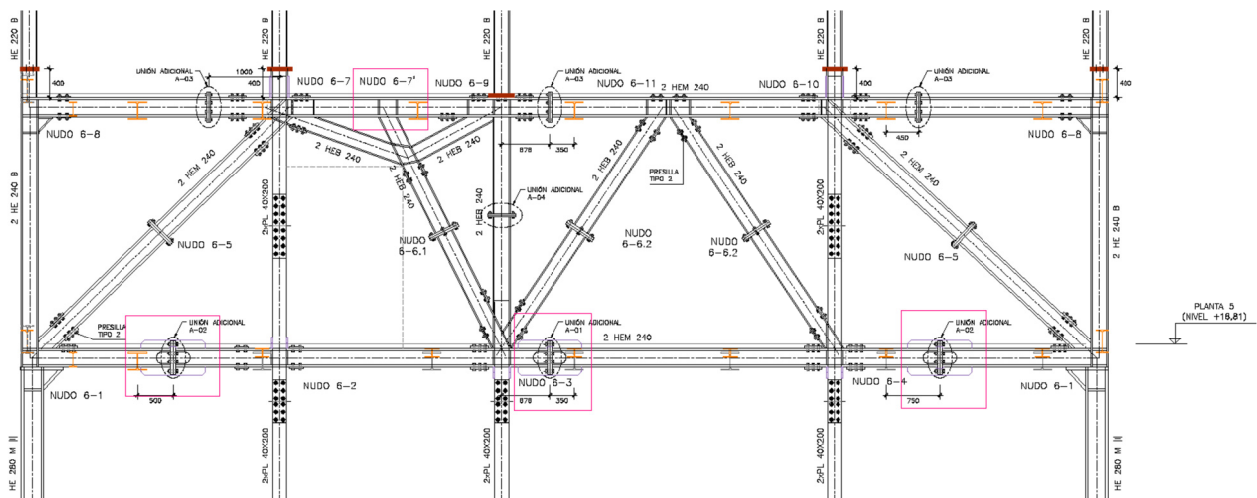 HE 220 B
HE 220 B
HE 220 B
HE 220 B
HE 220 B
UNIÓN ADICIONAL
A-03
1000
400
400
NUDO 6-7
NUDO 6-7'
NUDO 6-9
UNIÓN ADICIONAL
A-03
NUDO 6-11
2 HEM 240
NUDO 6-10
400
UNIÓN ADICIONAL
A-03
400
NUDO 6-8
NUDO 6-8
878
350
450
2 HEB 240
2 HEB 240
2 HEM 240
2 HEB 240
2 HEB 240
2 HEB 240
2 HEM 240
PRESILLA
TIPO 2
2 HE 240 B
2xPL 40X200
UNIÓN ADICIONAL
A-04
2 HEB 240
2xPL 40X200
2 HE 240 B
NUDO 6-5
NUDO
6-6.1
NUDO
6-6.2
NUDO
6-6.2
NUDO 6-5
PLANTA 5
(NIVEL +16,81)
PRESILLA
TIPO 2
UNIÓN ADICIONAL
A-02
UNIÓN ADICIONAL
A-01
2 HEM 240
UNIÓN ADICIONAL
A-02
NUDO 6-1
NUDO 6-2
NUDO 6-3
NUDO 6-4
NUDO 6-1
500
878
350
750
HE 280 M
2xPL 40X200
2xPL 40X200
2xPL 40X200
HE 280 M